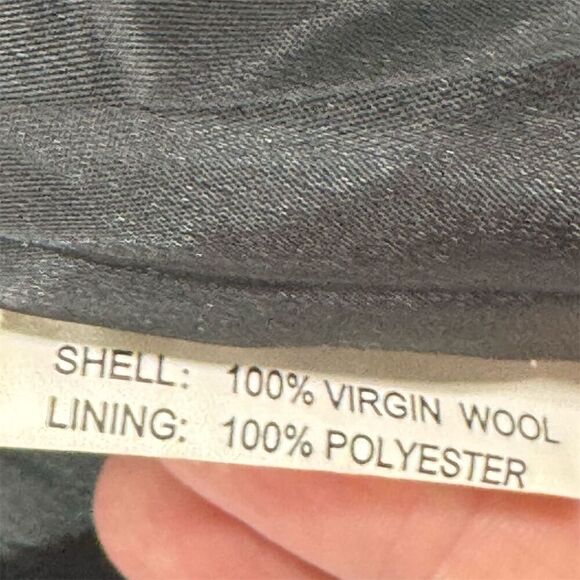 SHELL: 100% VIRGIN WOOL
LINING: 100% POLYESTER